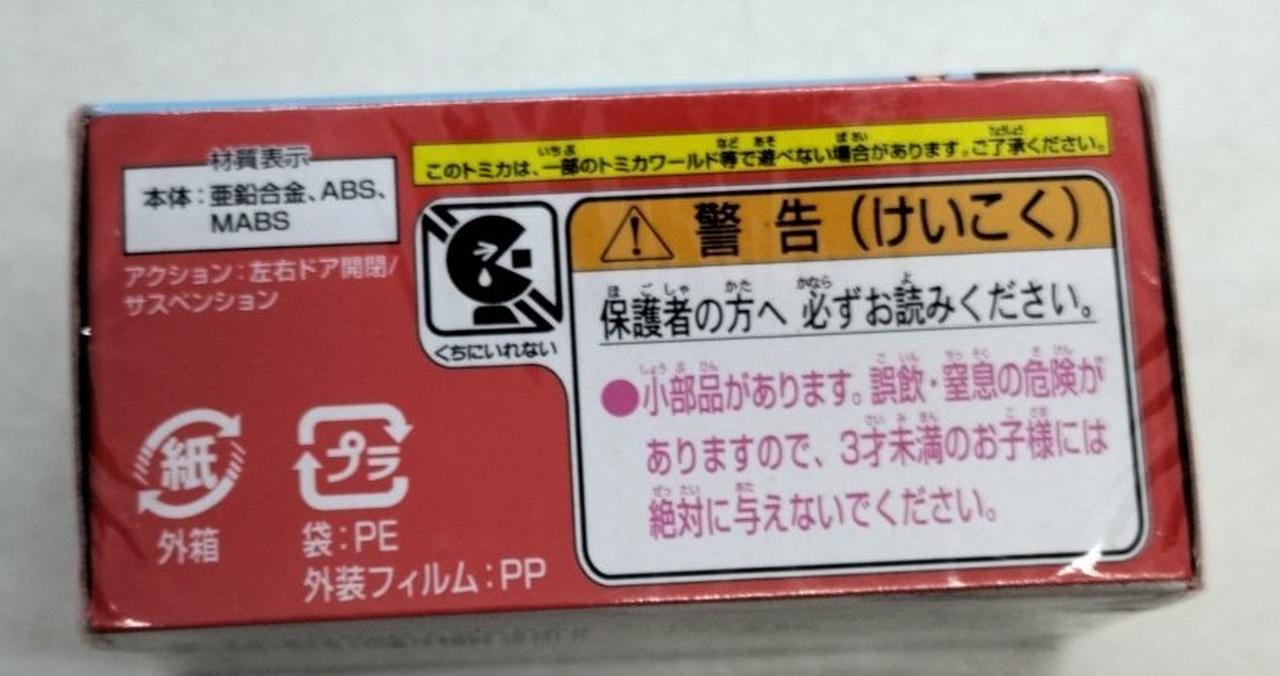 材質表示
本体：亜鉛合金、ABS、
MABS
アクション：左右ドア開閉/
サスペンション
このトミカは、一部のトミカワールド等で遊べない場合があります。ご了承ください。
くちにいれない
警告（けいこく）
保護者の方へ 必ずお読みください。
●小部品があります。誤飲・窒息の危険が
ありますので、3才未満のお子様には
絶対に与えないでください。
紙
外箱
プラ
袋：PE
外装フィルム：PP